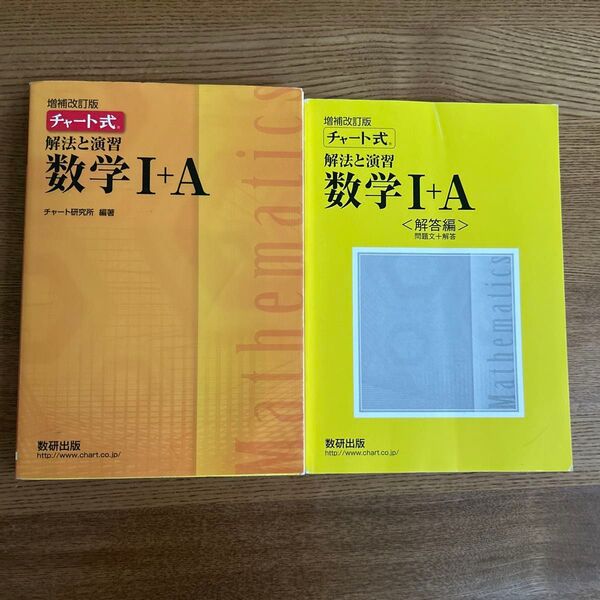 増補改訂版
チャート式®
解法と演習
数学I+A
チャート研究所 編著
Mathematics
数研出版
http://www.chart.co.jp/
増補改訂版
チャート式®
解法と演習
数学I+A
<解答編>
問題文+解答
Mathematics
数研出版
http://www.chart.co.jp/